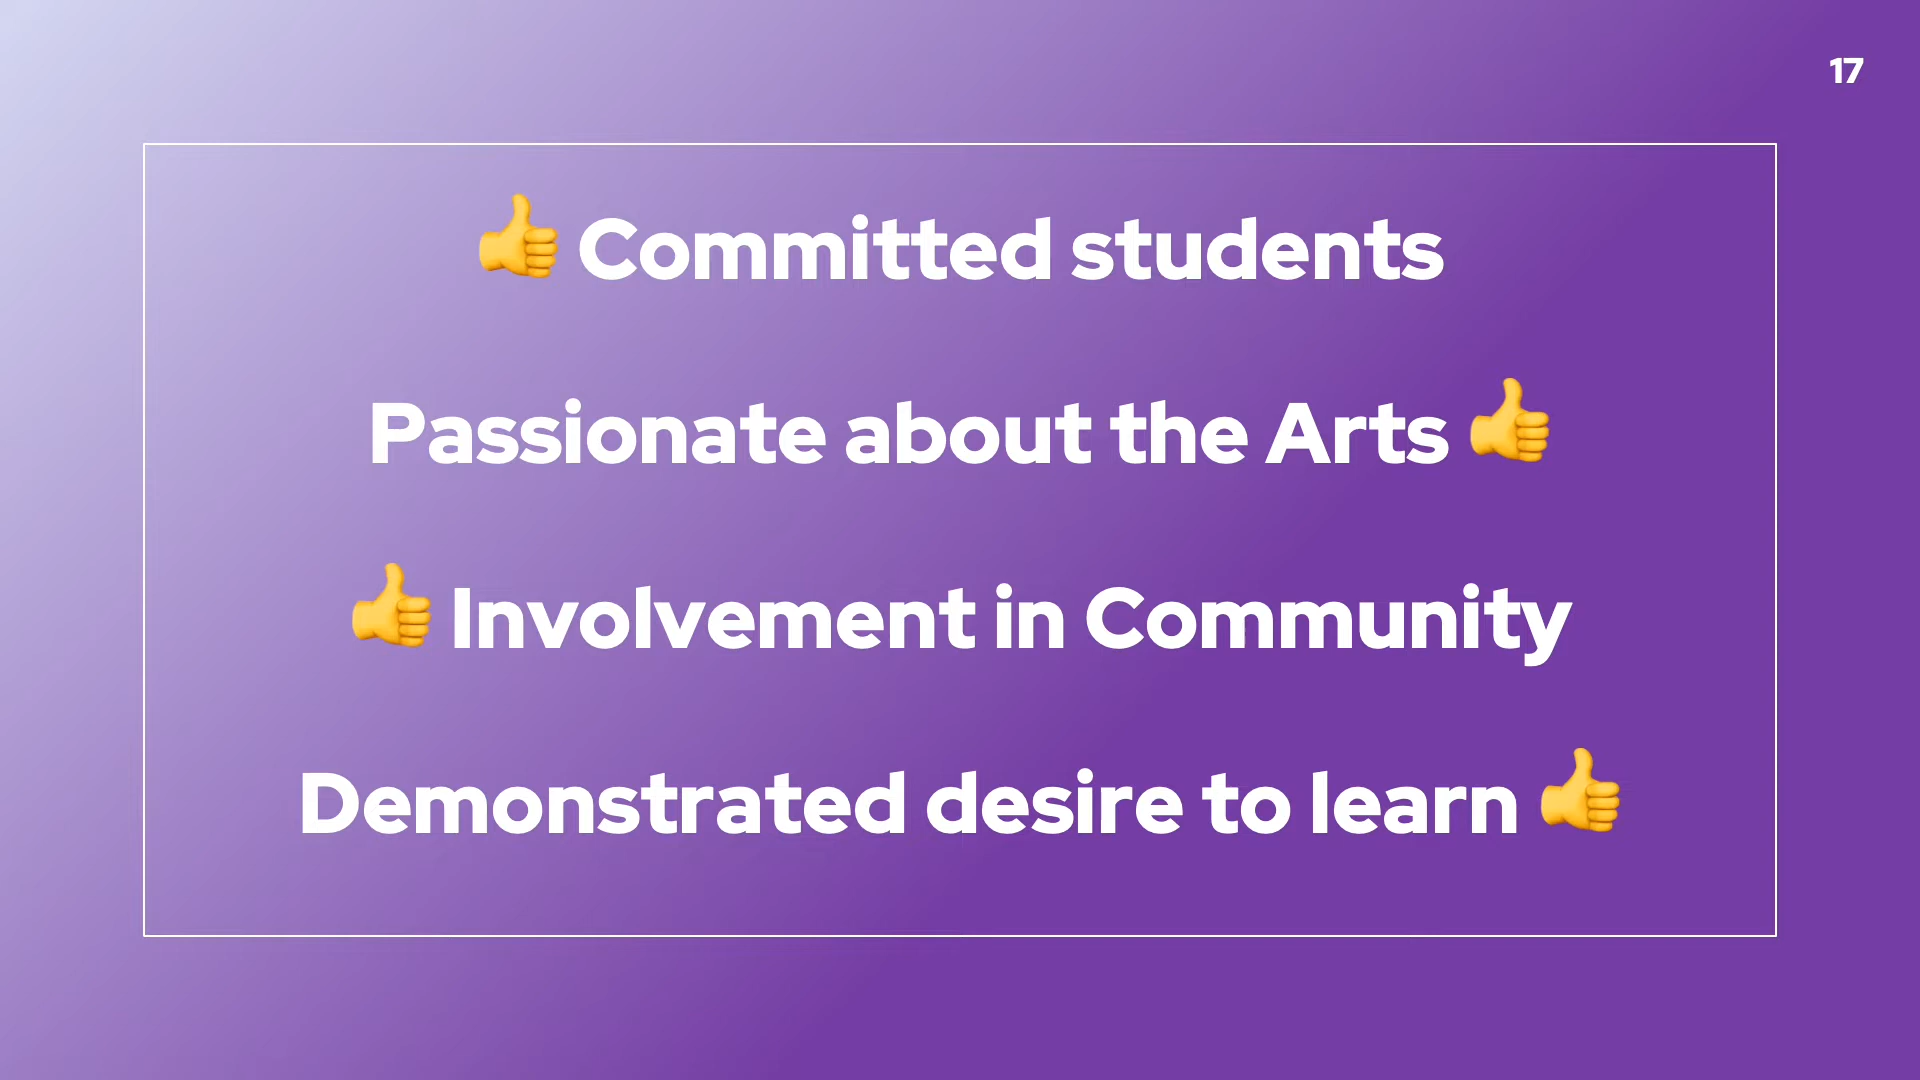 17
👍 Committed students
Passionate about the Arts 👍
👍 Involvement in Community
Demonstrated desire to learn 👍